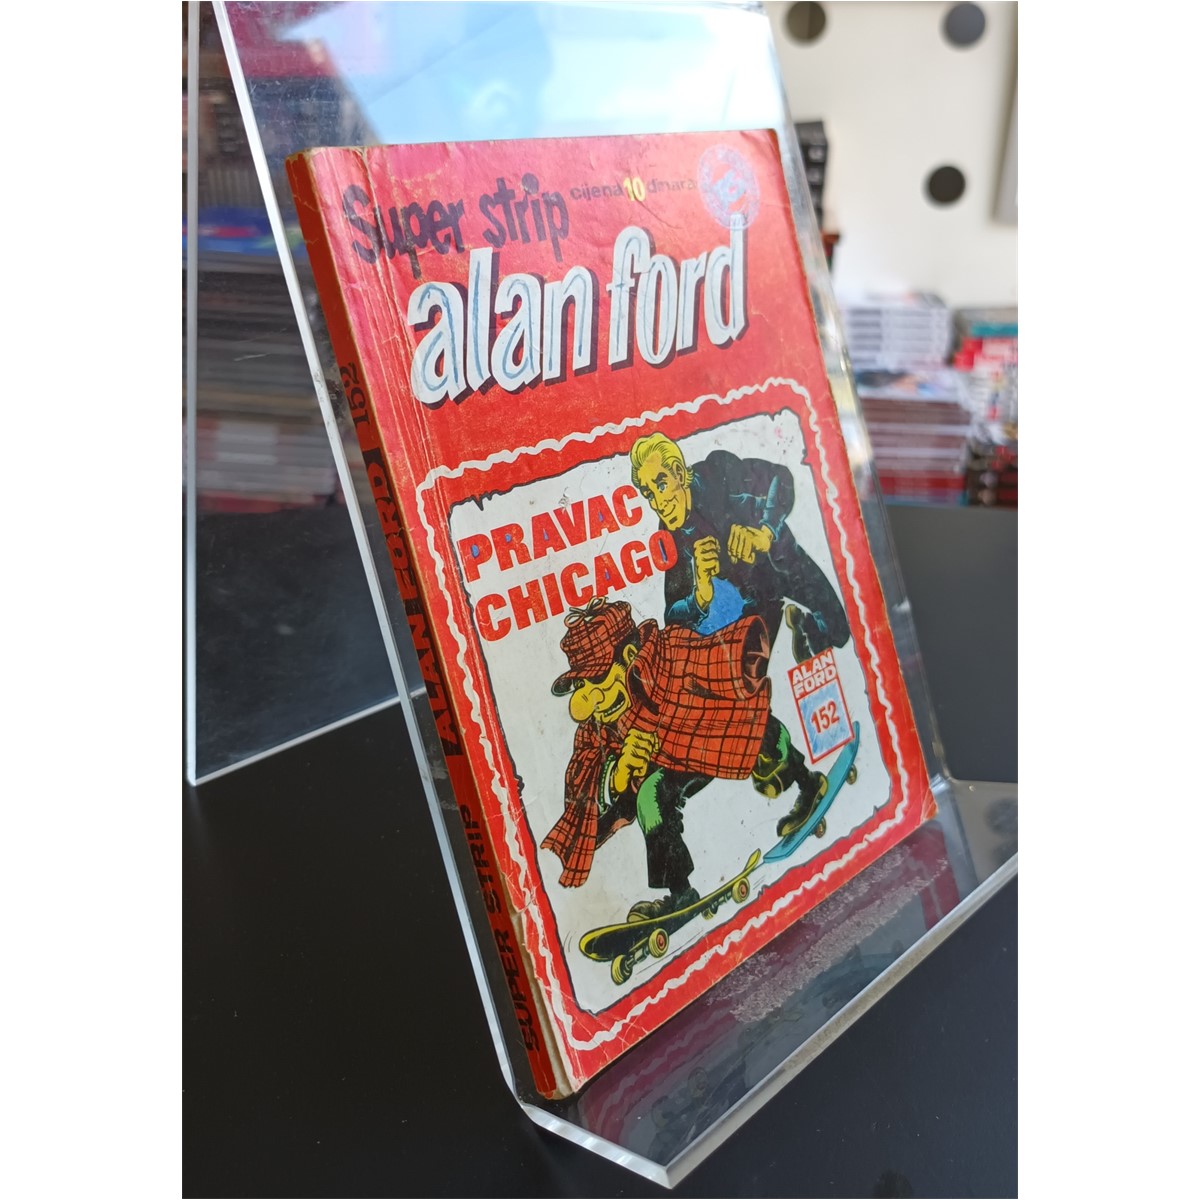 Super strip cijena 10 dinara
alan ford
PRAVAC
CHICAGO
ALAN
FORD
152
SUPER STRIP ALAN FORD 152